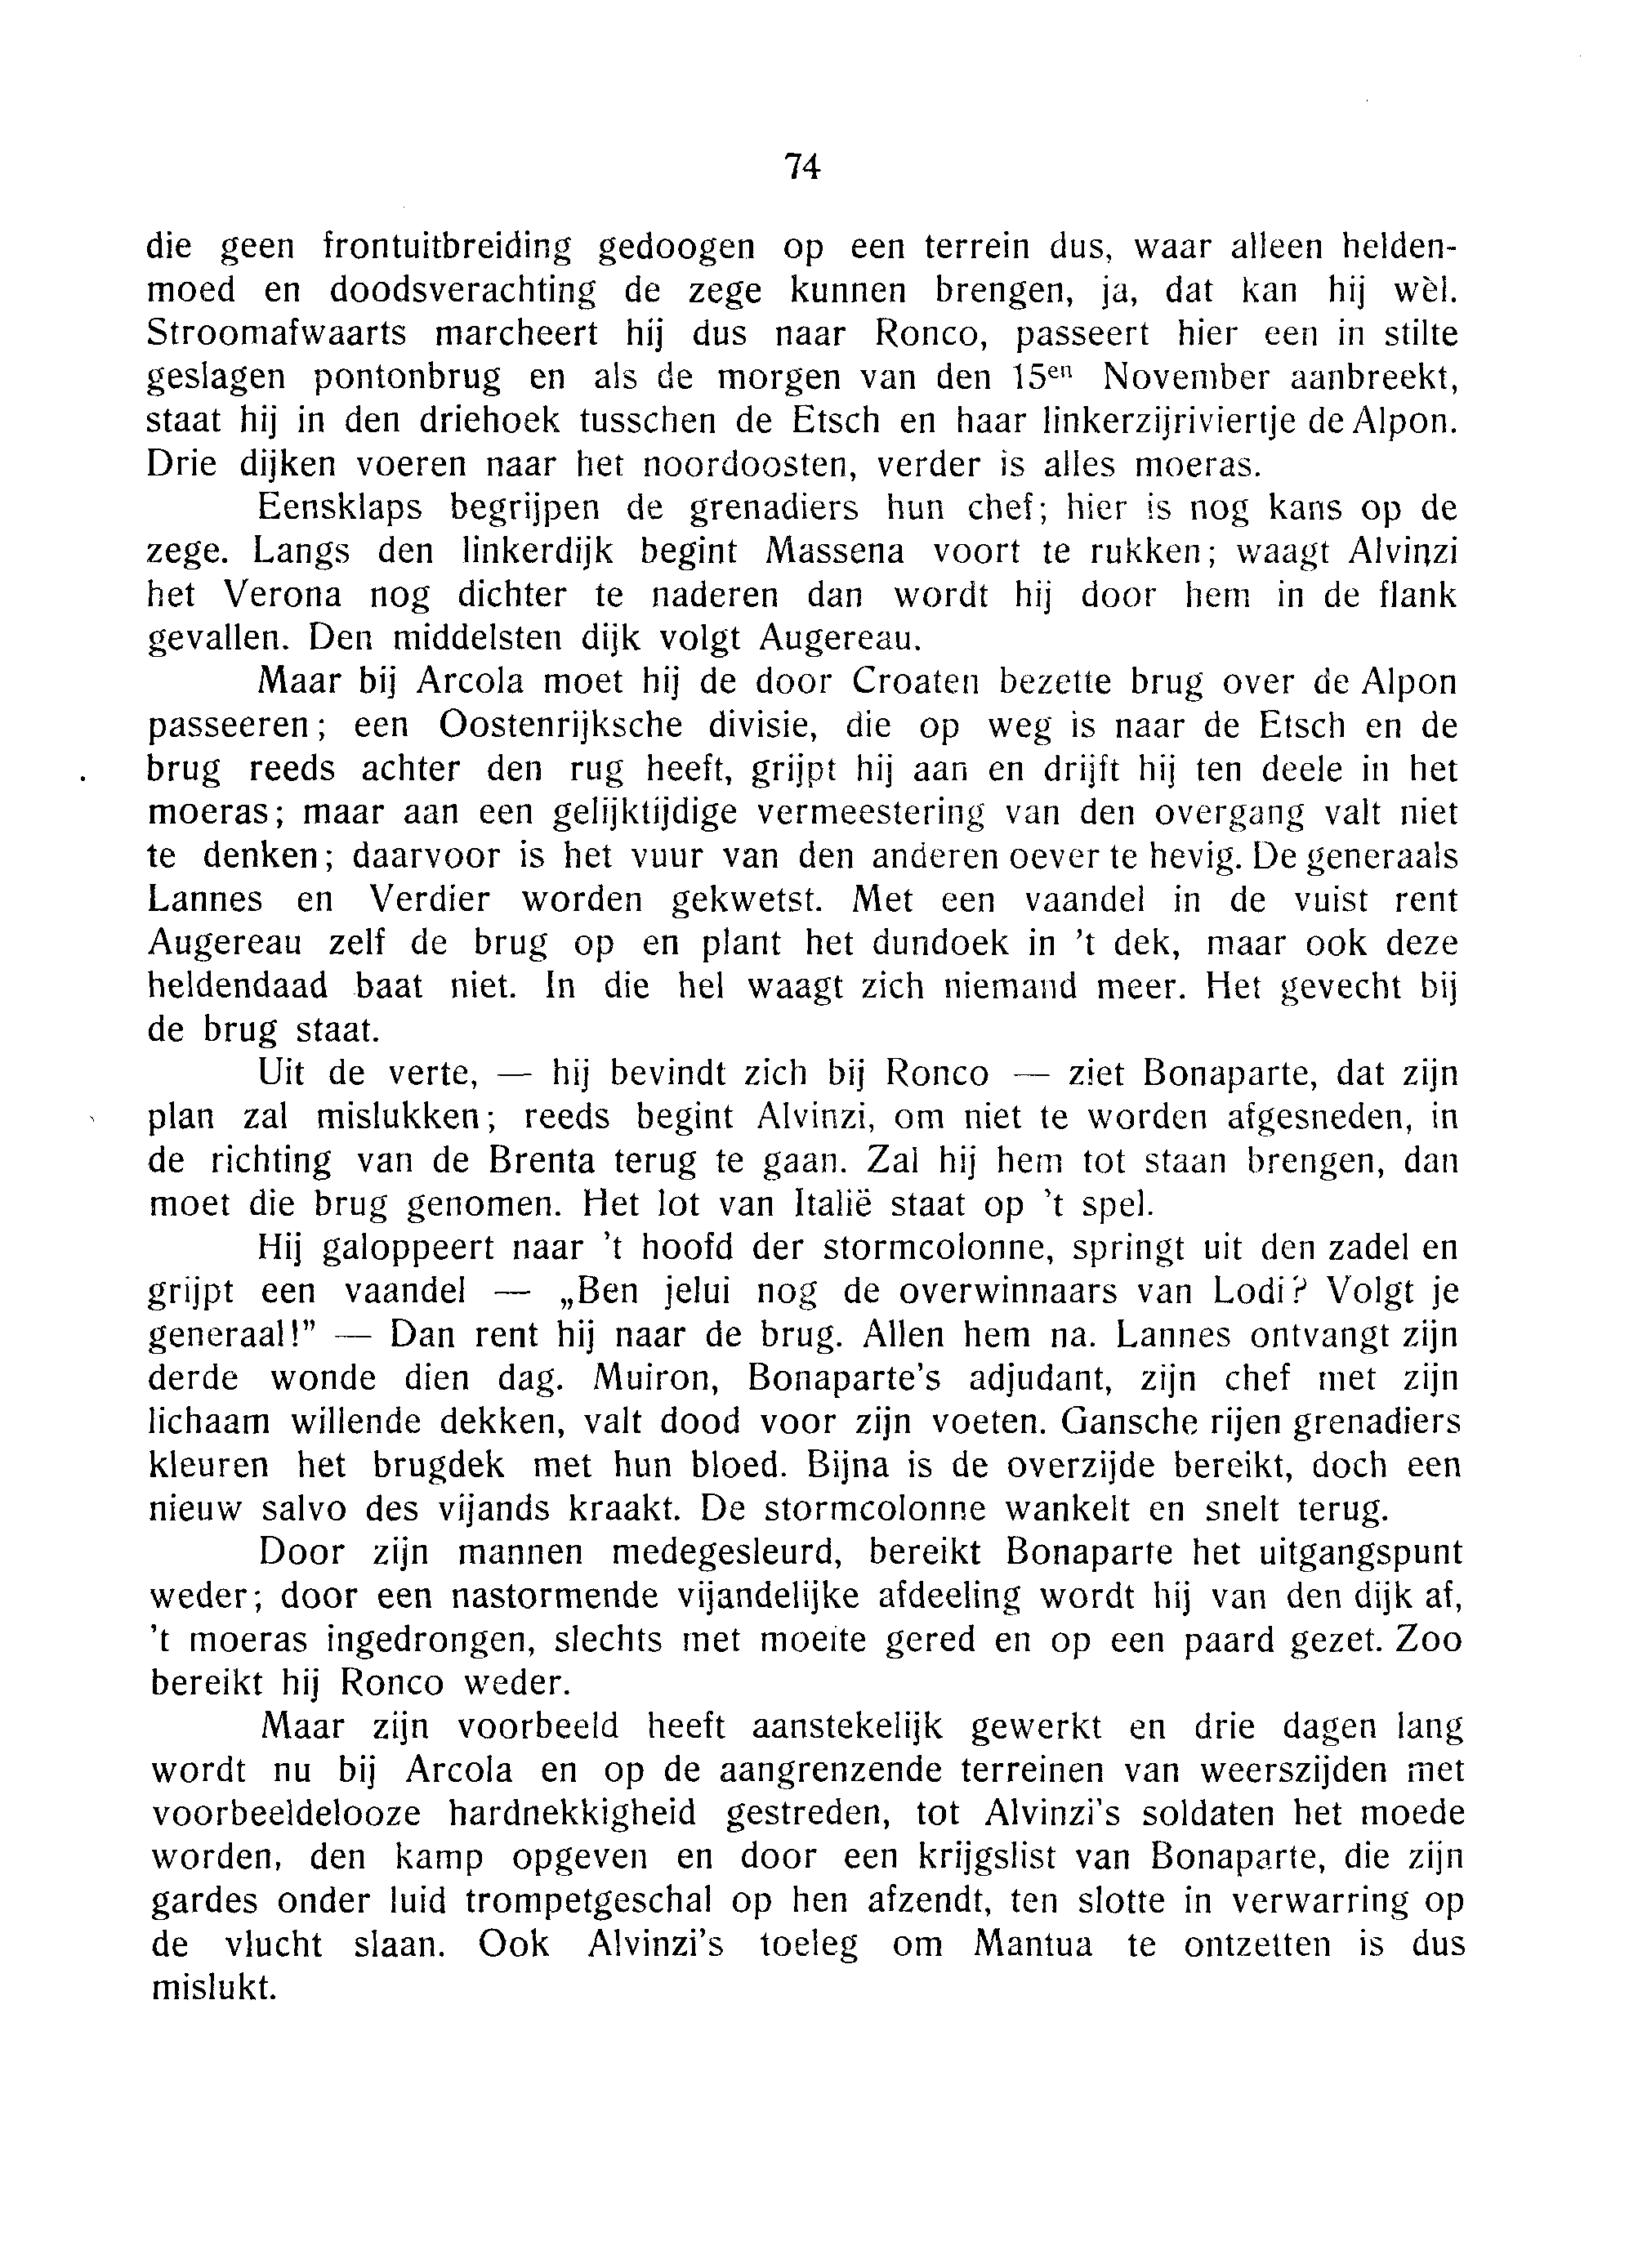 74
die geen frontuitbreiding gedoogen op een terrein dus, waar alleen helden-
moed en doodsverachting de zege kunnen brengen, ja, dat kan hij wèl.
Stroomafwaarts marcheert hij dus naar Ronco, passeert hier een in stilte
geslagen pontonbrug en als de morgen van den 15en November aanbreekt,
staat hij in den driehoek tusschen de Etsch en haar linkerzijriviertje de Alpon.
Drie dijken voeren naar het noordoosten, verder is alles moeras.
Eensklaps begrijpen de grenadiers hun chef; hier is nog kans op de
zege. Langs den linkerdijk begint Massena voort te rukken; waagt Alvinzi
het Verona nog dichter te naderen dan wordt hij door hem in de flank
gevallen. Den middelsten dijk volgt Augereau.
Maar bij Arcola moet hij de door Croaten bezette brug over de Alpon
passeeren; een Oostenrijksche divisie, die op weg is naar de Etsch en de
brug reeds achter den rug heeft, grijpt hij aan en drijft hij ten deele in het
moeras; maar aan een gelijktijdige vermeestering van den overgang valt niet
te denken; daarvoor is het vuur van den anderen oever te hevig. De generaals
Lannes en Verdier worden gekwetst. Met een vaandel in de vuist rent
Augereau zelf de brug op en plant het dundoek in 't dek, maar ook deze
heldendaad baat niet. In die hel waagt zich niemand meer. Het gevecht bij
de brug staat.
Uit de verte, — hij bevindt zich bij Ronco — ziet Bonaparte, dat zijn
plan zal mislukken; reeds begint Alvinzi, om niet te worden afgesneden, in
de richting van de Brenta terug te gaan. Zal hij hem tot staan brengen, dan
moet die brug genomen. Het lot van Italië staat op 't spel.
Hij galoppeert naar 't hoofd der stormcolonne, springt uit den zadel en
grijpt een vaandel — „Ben jelui nog de overwinnaars van Lodi? Volgt je
generaal!” — Dan rent hij naar de brug. Allen hem na. Lannes ontvangt zijn
derde wonde dien dag. Muiron, Bonaparte's adjudant, zijn chef met zijn
lichaam willende dekken, valt dood voor zijn voeten. Gansche rijen grenadiers
kleuren het brugdek met hun bloed. Bijna is de overzijde bereikt, doch een
nieuw salvo des vijands kraakt. De stormcolonne wankelt en snelt terug.
Door zijn mannen medegesleurd, bereikt Bonaparte het uitgangspunt
weder; door een nastormende vijandelijke afdeeling wordt hij van den dijk af,
't moeras ingedrongen, slechts met moeite gered en op een paard gezet. Zoo
bereikt hij Ronco weder.
Maar zijn voorbeeld heeft aanstekelijk gewerkt en drie dagen lang
wordt nu bij Arcola en op de aangrenzende terreinen van weerszijden met
voorbeeldelooze hardnekkigheid gestreden, tot Alvinzi's soldaten het moede
worden, den kamp opgeven en door een krijgslist van Bonaparte, die zijn
gardes onder luid trompetgeschal op hen afzendt, ten slotte in verwarring op
de vlucht slaan. Ook Alvinzi's toeleg om Mantua te ontzetten is dus
mislukt.